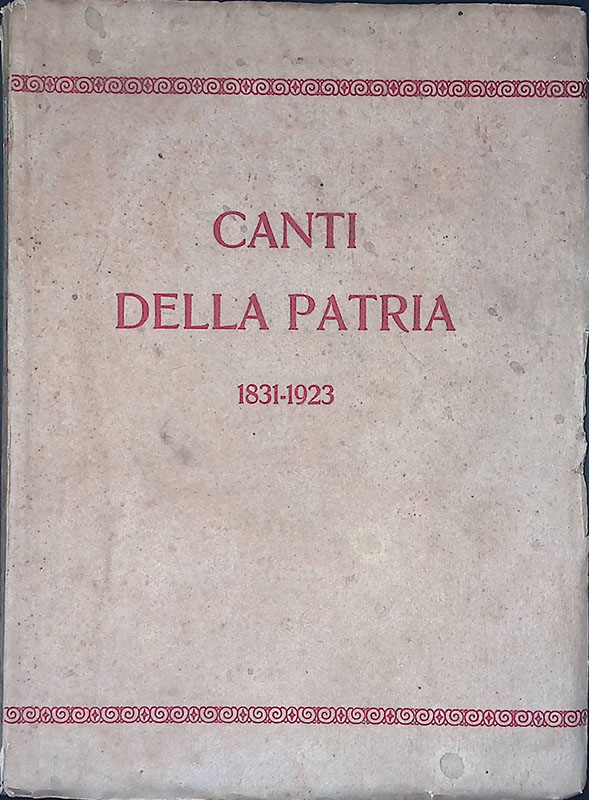 CANTI
DELLA PATRIA
1831-1923